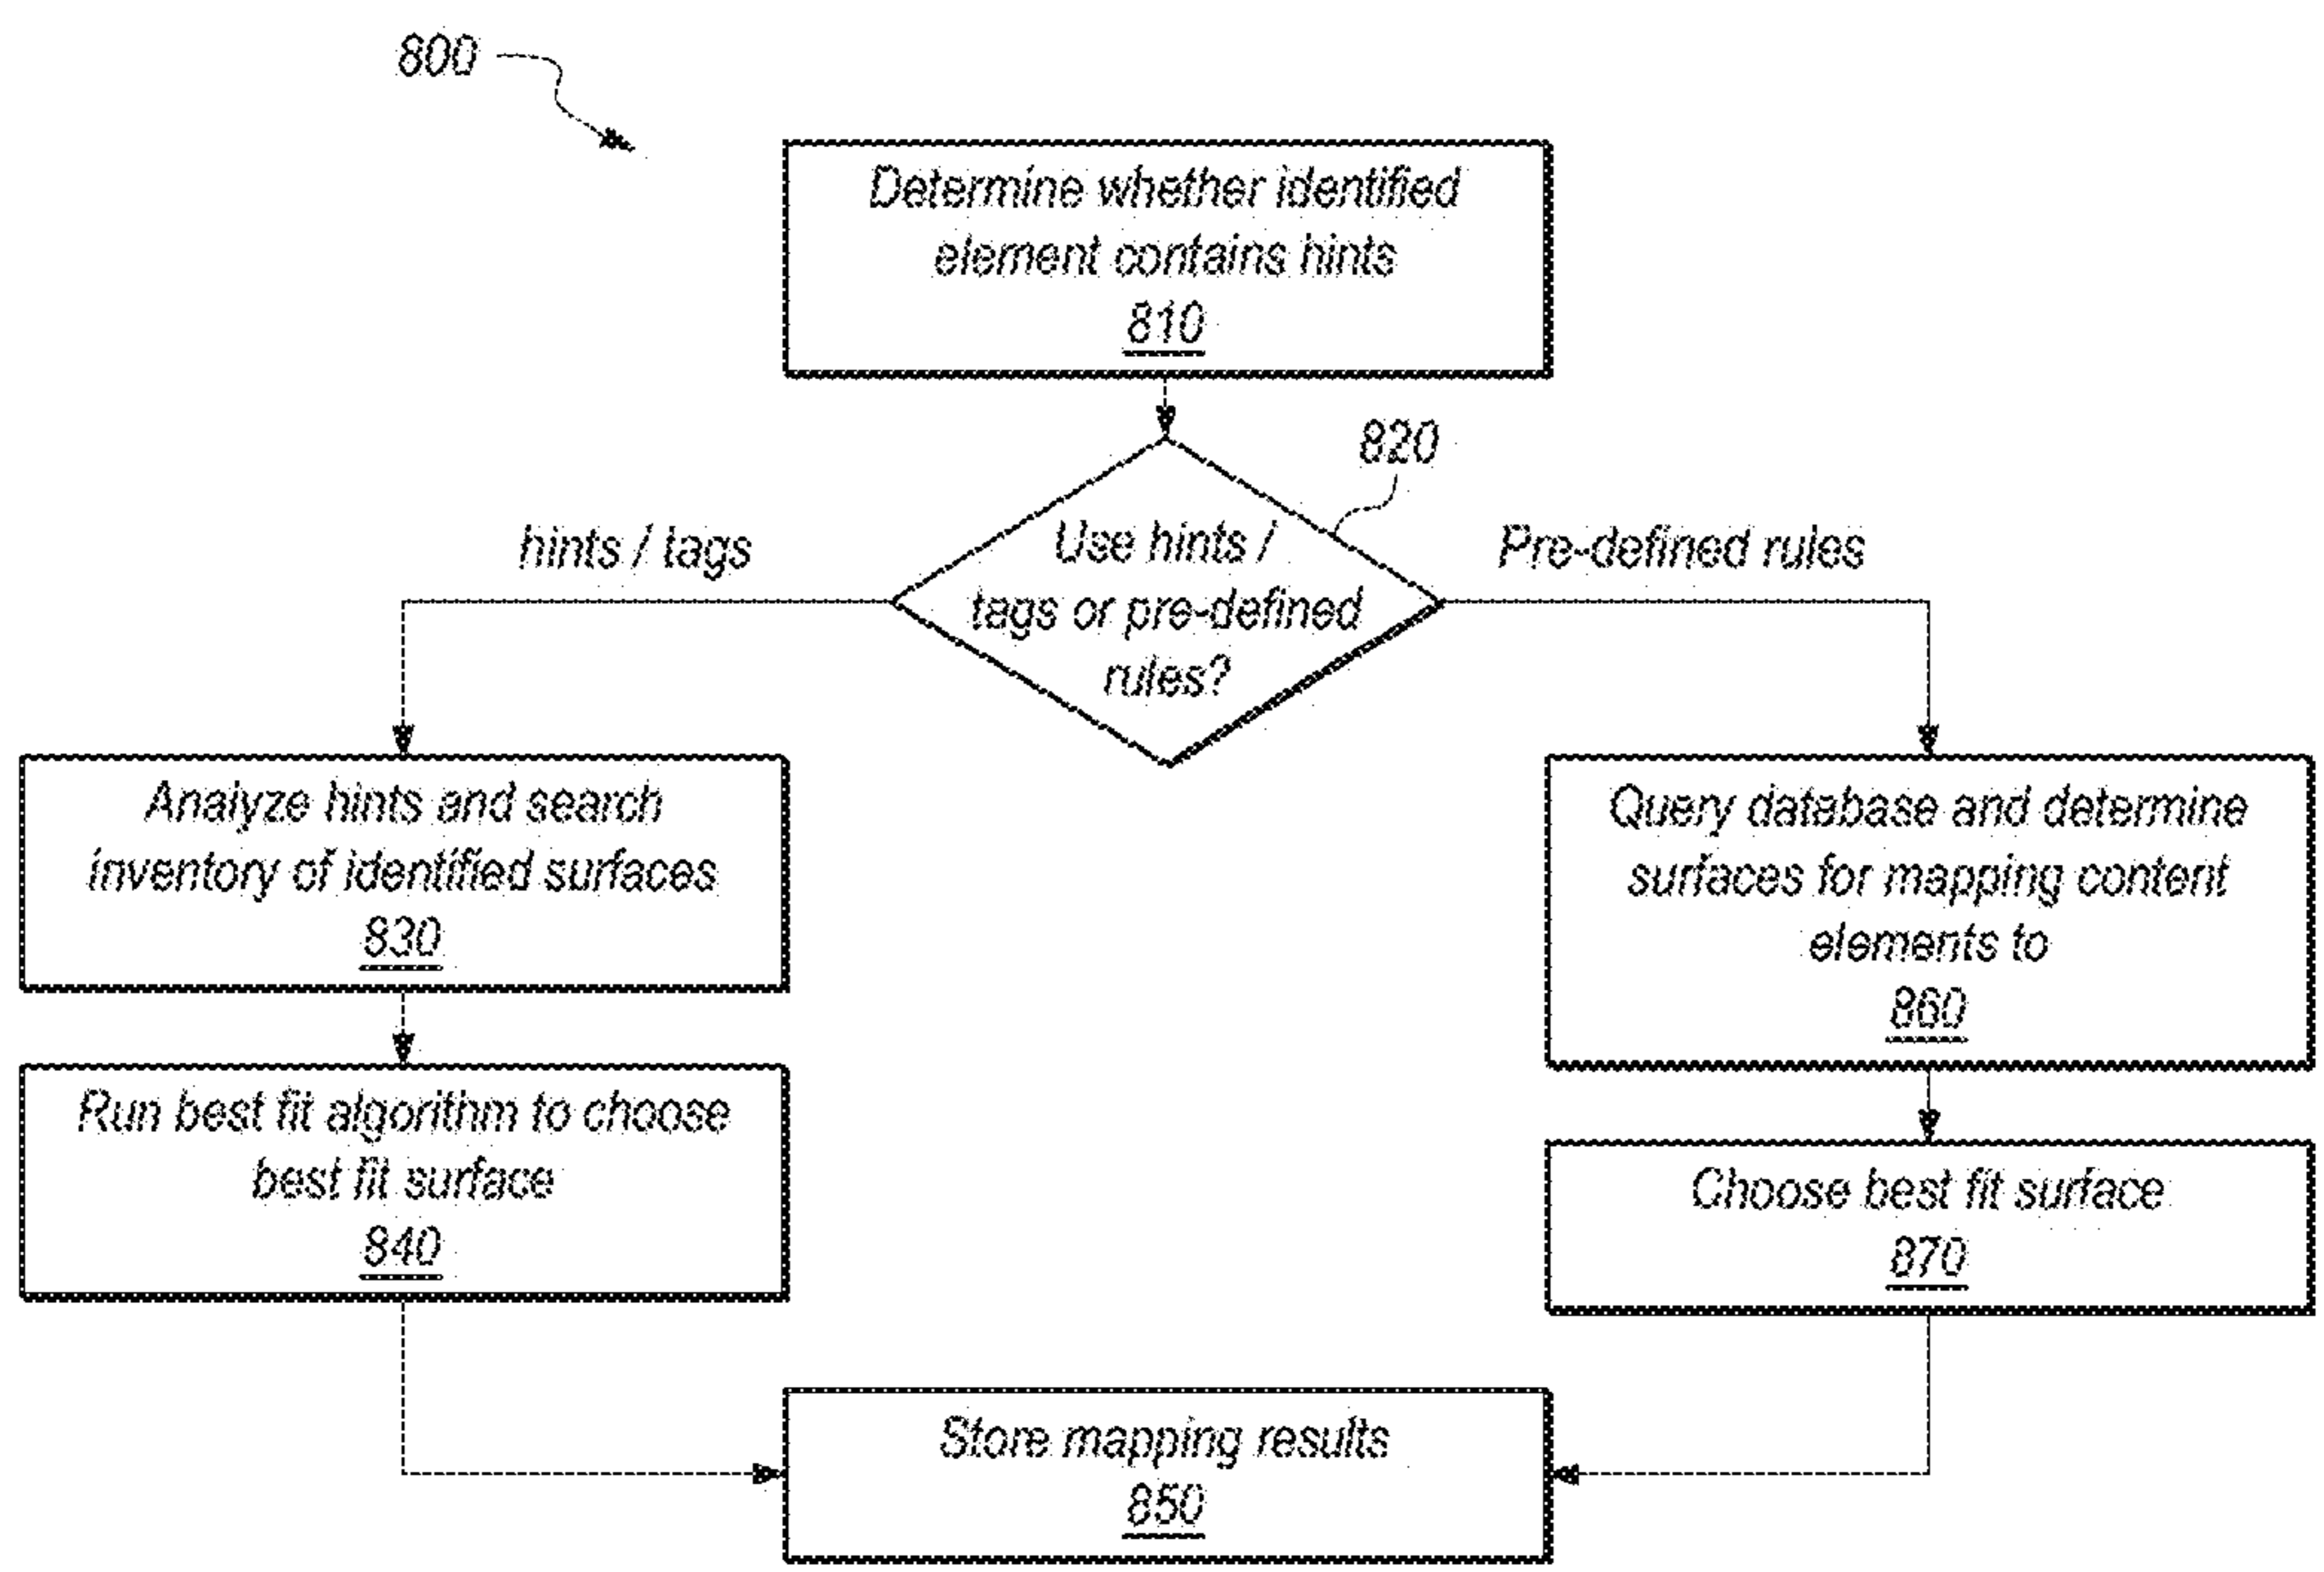 800
Determine whether identified
element contains hints
810
820
hints / tags
Use hints /
tags or pre-defined
rules?
Pre-defined rules
Analyze hints and search
inventory of identified surfaces
830
Query database and determine
surfaces for mapping content
elements to
860
Run best fit algorithm to choose
best fit surface
840
Choose best fit surface
870
Store mapping results
850